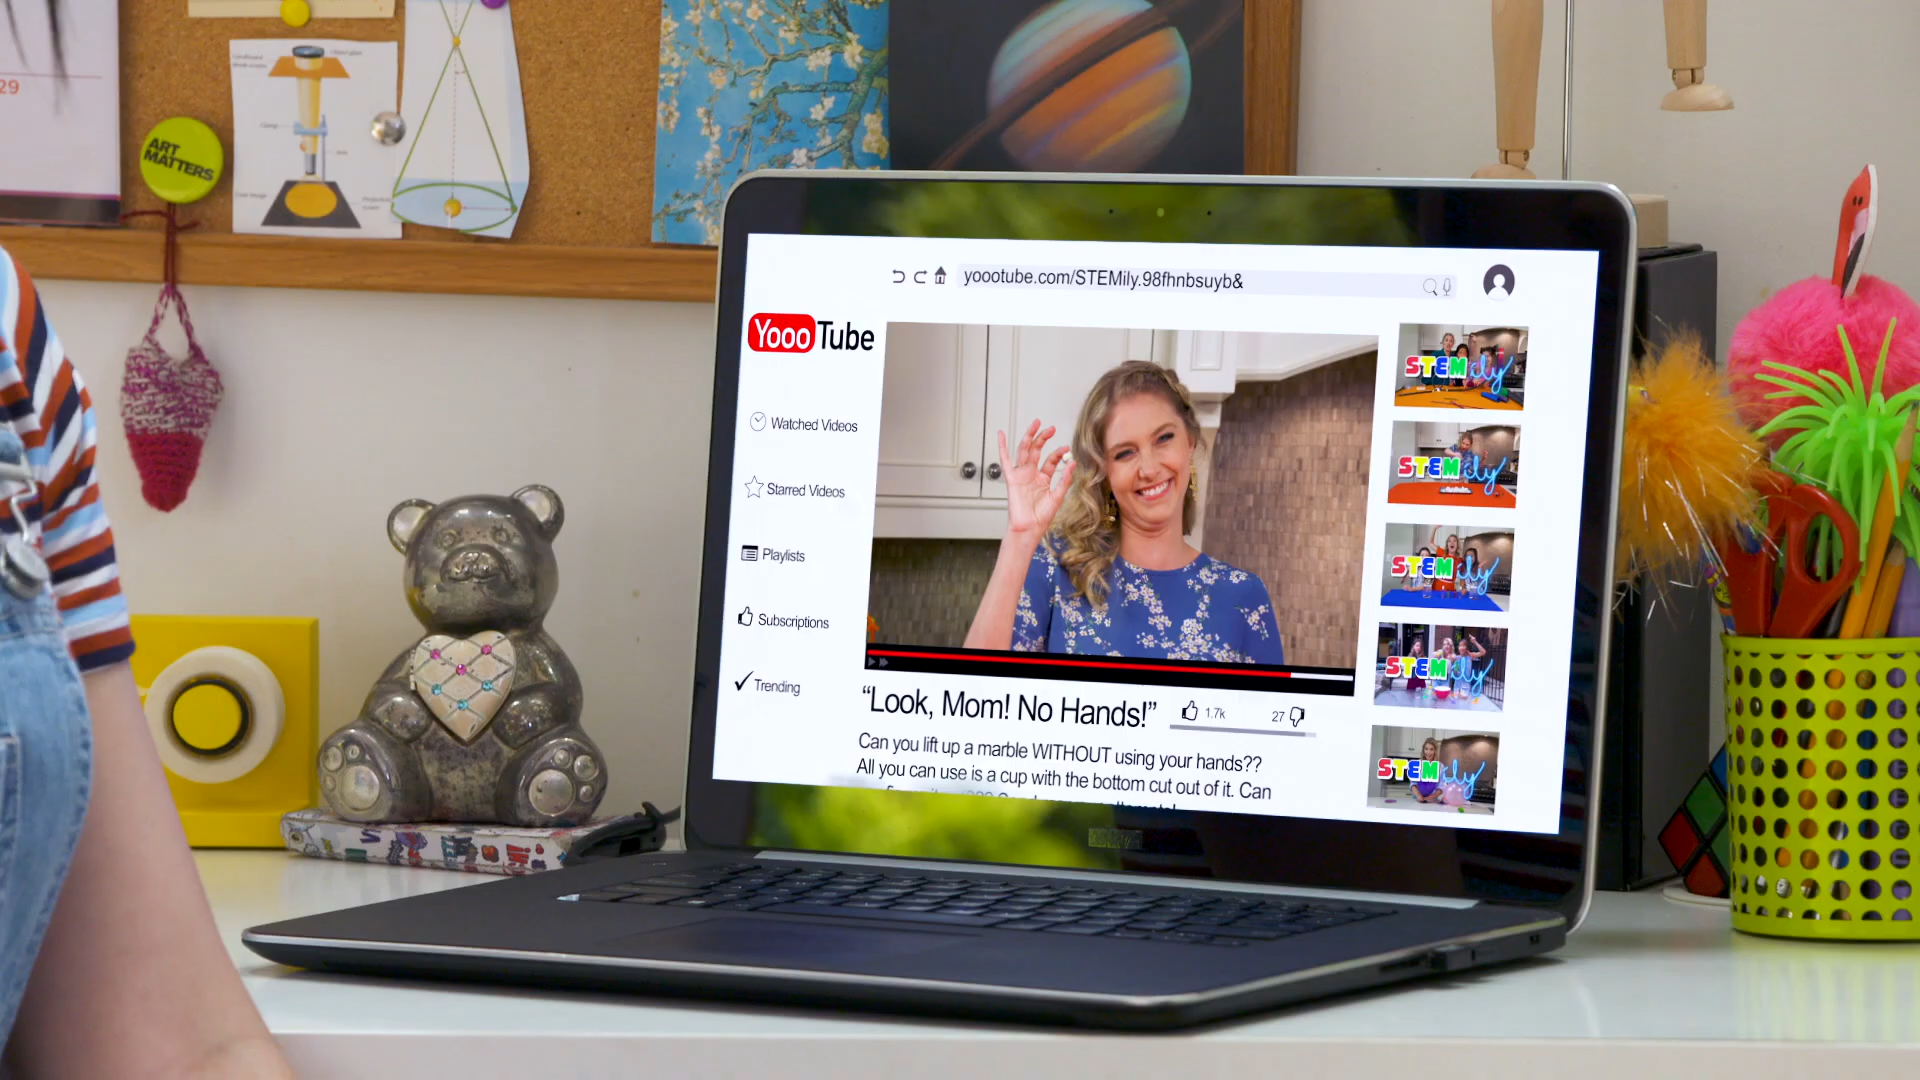 29
ART
MATTERS
yoootube.com/STEMily.98fhnbsuyb&
YoooTube
Watched Videos
Starred Videos
Playlists
Subscriptions
Trending
"Look, Mom! No Hands!"
1.7k
27
Can you lift up a marble WITHOUT using your hands??
All you can use is a cup with the bottom cut out of it. Can
STEMily
STEMily
STEMily
STEMily
STEMily